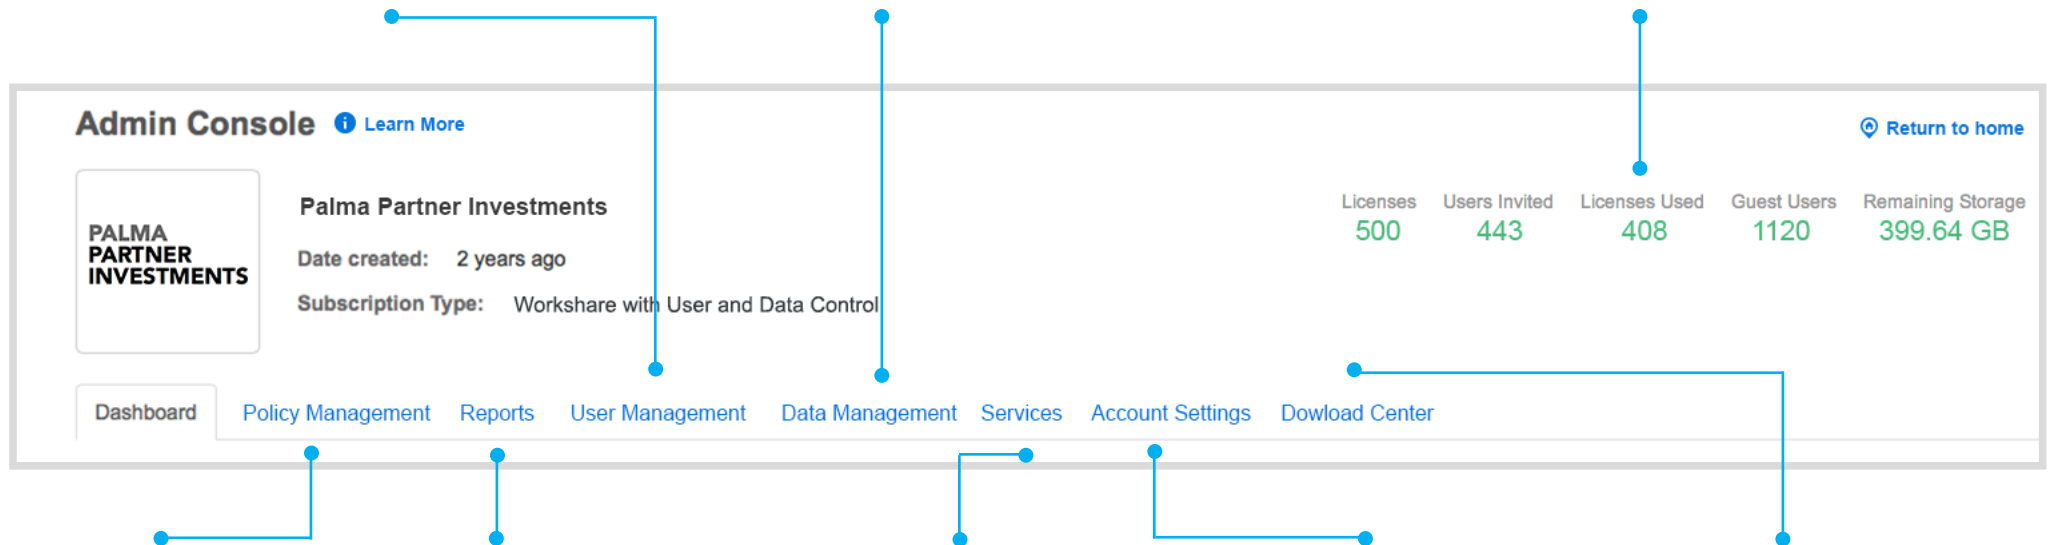 Admin Console Learn More
Return to home
PALMA
PARTNER
INVESTMENTS
Palma Partner Investments
Date created: 2 years ago
Subscription Type: Workshare with User and Data Control
Licenses Users Invited Licenses Used Guest Users Remaining Storage
500 443 408 1120 399.64 GB
Dashboard Policy Management Reports User Management Data Management Services Account Settings Dowload Center